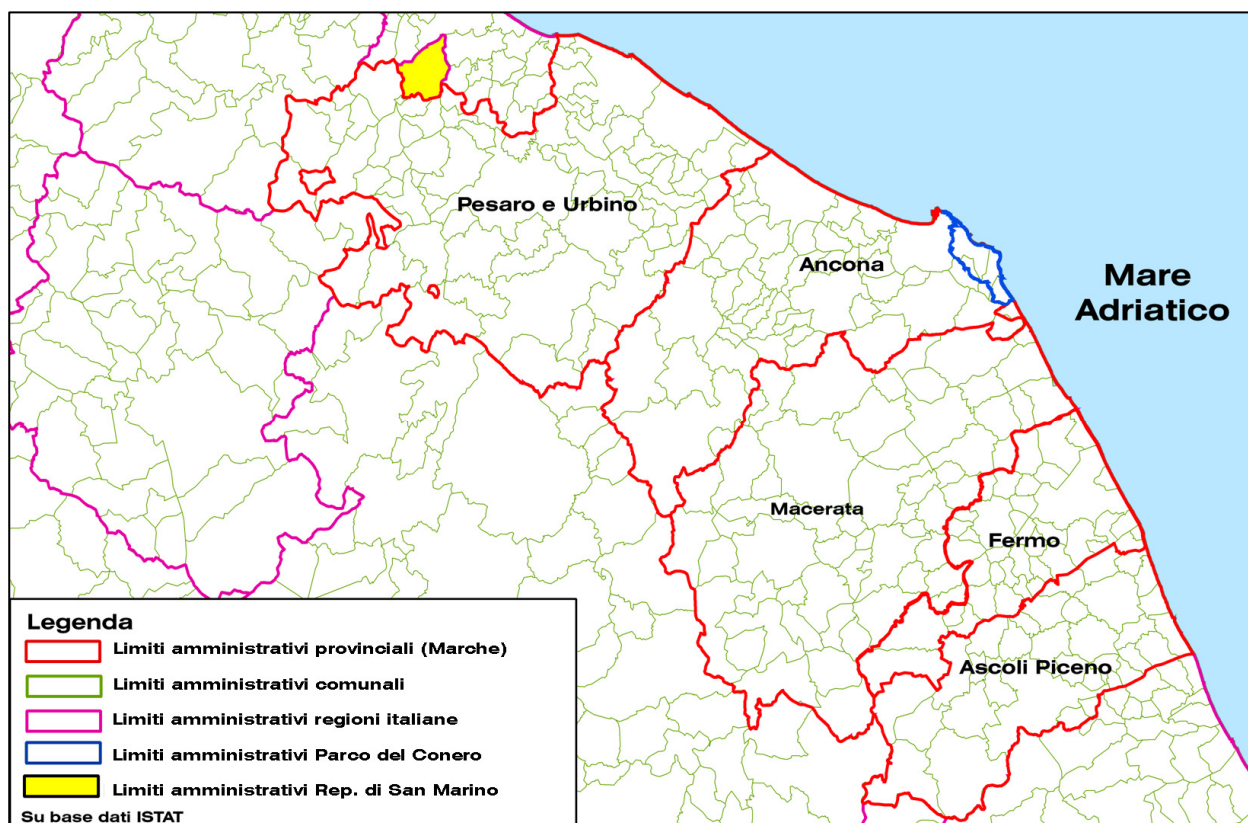 Pesaro e Urbino
Ancona
Mare
Adriatico
Macerata
Fermo
Ascoli Piceno
Legenda
Limiti amministrativi provinciali (Marche)
Limiti amministrativi comunali
Limiti amministrativi regioni italiane
Limiti amministrativi Parco del Conero
Limiti amministrativi Rep. di San Marino
Su base dati ISTAT